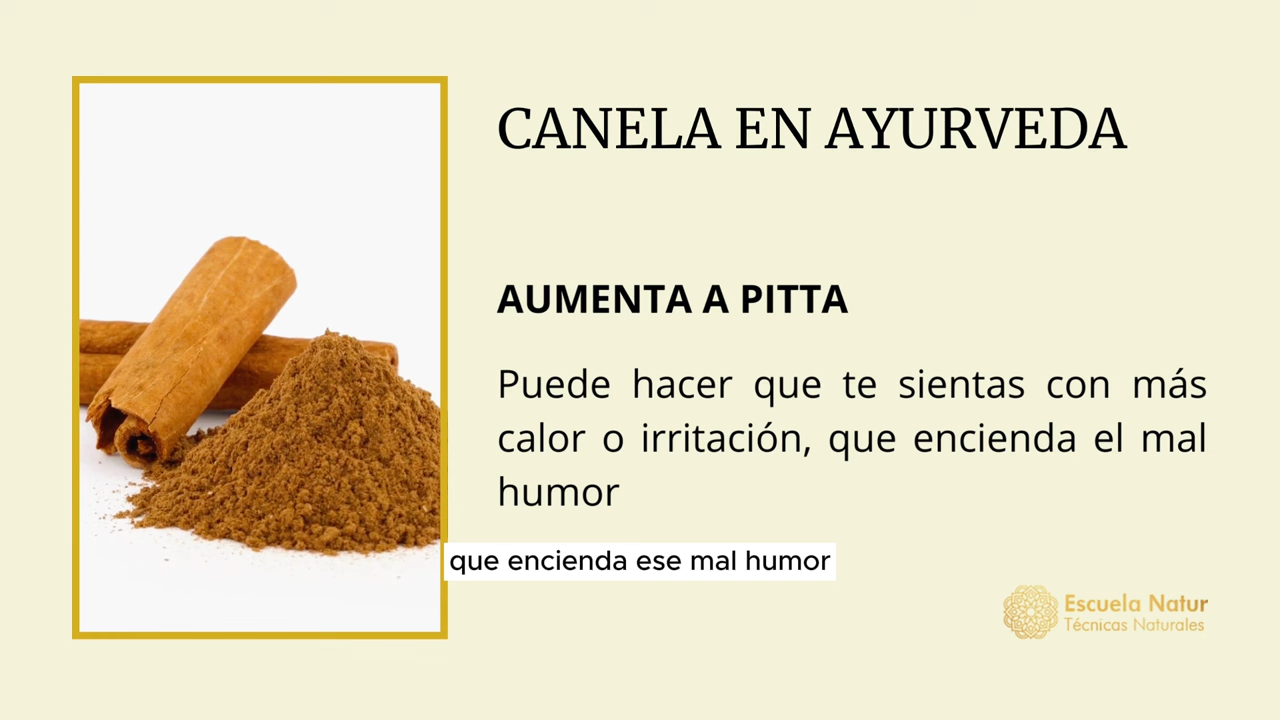 CANELA EN AYURVEDA
AUMENTA A PITTA
Puede hacer que te sientas con más
calor o irritación, que encienda el mal
humor
que encienda ese mal humor
Escuela Natur
Técnicas Naturales